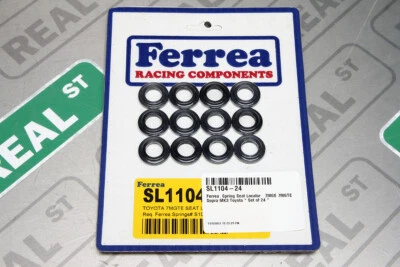 Ferrea
RACING COMPONENTS
REAL ST
REAL ST
Ferrea
SL1104
TOYOTA 7MGTE SEAT
Req. Ferrea Springs#
SL1104-24
Ferrea Spring Seat Locator 7MGE 7MGTE
Supra MK3 Toyota * Set of 24 *